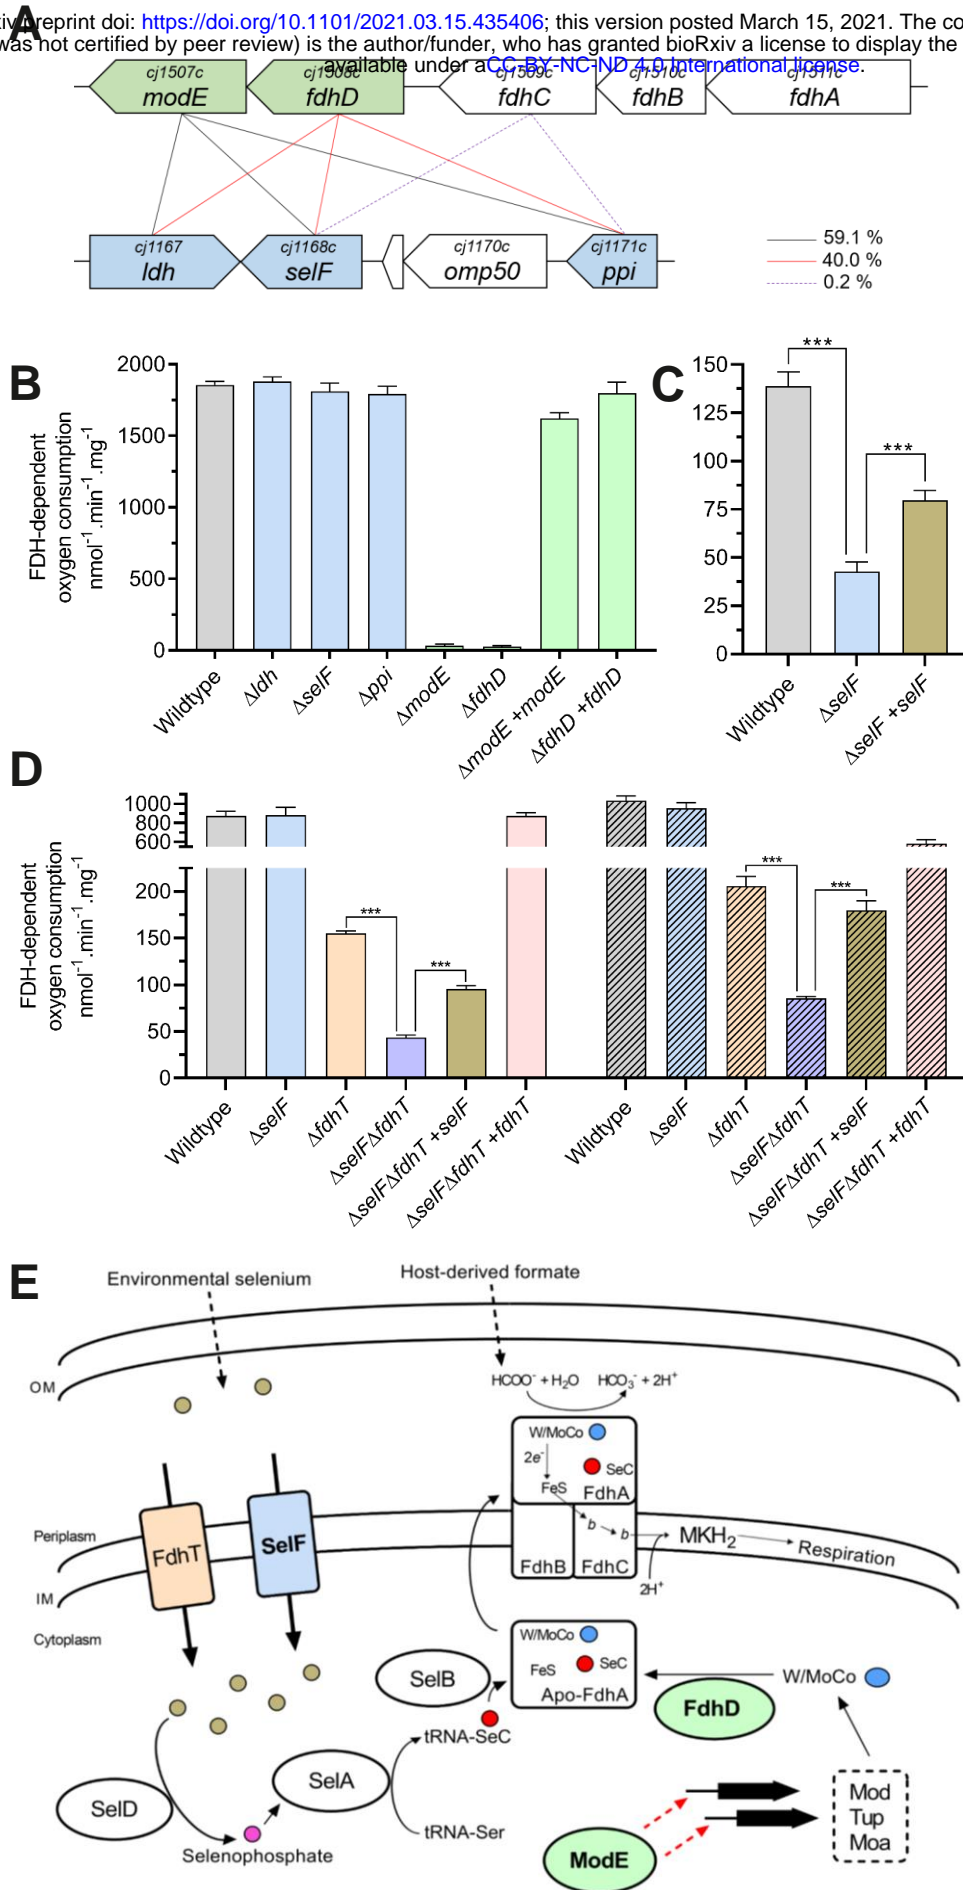 A
preprint doi: https://doi.org/10.1101/2021.03.15.435406; this version posted March 15, 2021. The co
was not certified by peer review) is the author/funder, who has granted bioRxiv a license to display the
available under aCC-BY-NC-ND 4.0 International license.
cj1507c cj1508c cj1509c cj1510c cj1511c
modE fdhD fdhC fdhB fdhA
cj1167 cj1168c cj1170c cj1171c
ldh selF omp50 ppi
59.1 %
40.0 %
0.2 %
B
FDH-dependent
oxygen consumption
nmol-1.min-1.mg-1
2000
1500
1000
500
0
Wildtype Δldh ΔselF Δppi ΔmodE ΔfdhD ΔmodE +modE ΔfdhD +fdhD
C
150
125
100
75
50
25
0
***
***
Wildtype ΔselF ΔselF +selF
D
FDH-dependent
oxygen consumption
nmol-1.min-1.mg-1
1000
800
600
200
150
100
50
0
*** *** *** ***
Wildtype ΔselF ΔfdhT ΔselFΔfdhT ΔselFΔfdhT +selF ΔselFΔfdhT +fdhT Wildtype ΔselF ΔfdhT ΔselFΔfdhT ΔselFΔfdhT +selF ΔselFΔfdhT +fdhT
E
Environmental selenium
Host-derived formate
OM
HCOO- + H2O HCO3- + 2H+
W/MoCo
2e-
SeC
FeS
FdhA
b b
MKH2
Respiration
FdhB FdhC
2H+
Periplasm
FdhT
SelF
IM
Cytoplasm
W/MoCo
FeS SeC
Apo-FdhA
SelB
W/MoCo
FdhD
tRNA-SeC
SelA
SelD
tRNA-Ser
Selenophosphate
ModE
Mod
Tup
Moa